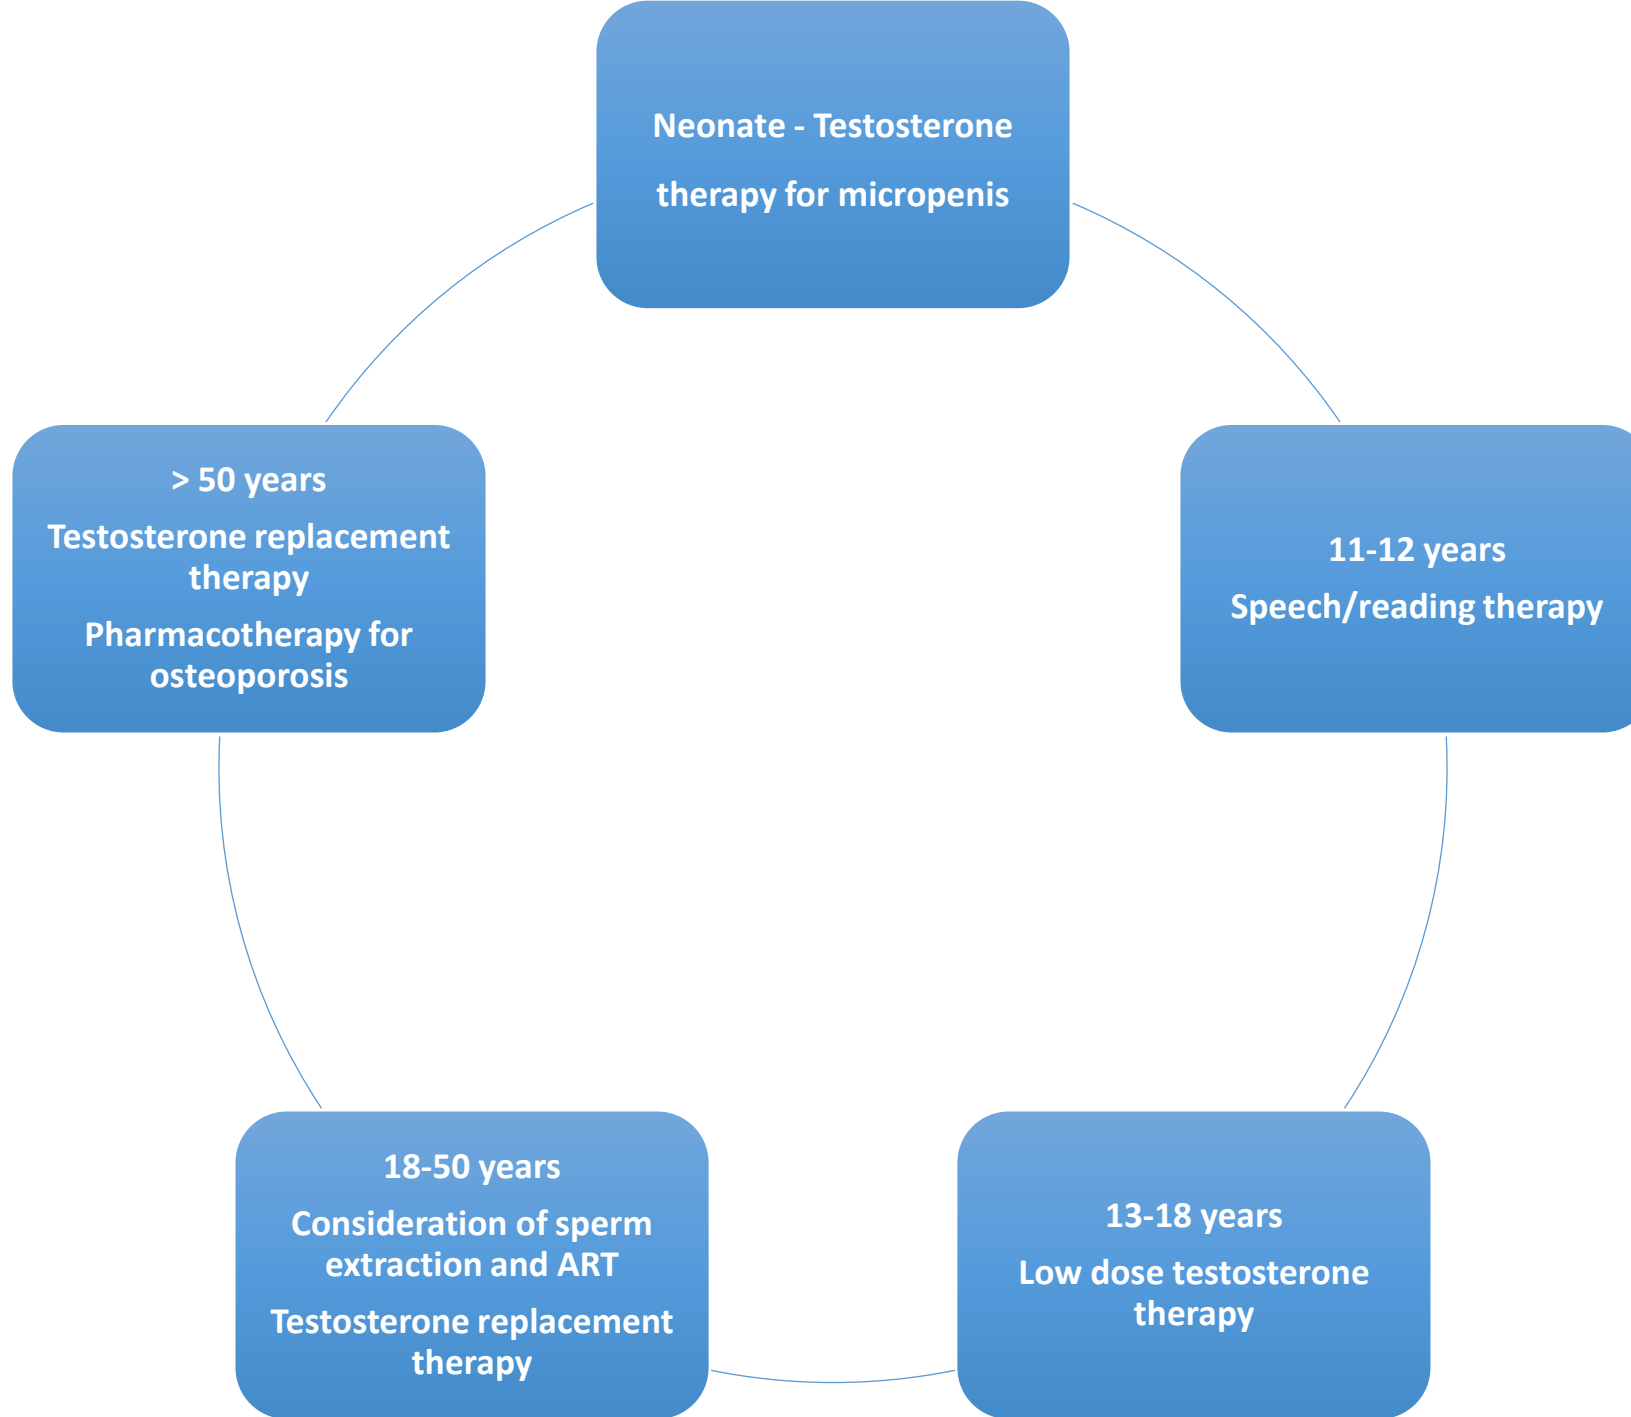 Neonate - Testosterone
therapy for micropenis
11-12 years
Speech/reading therapy
13-18 years
Low dose testosterone
therapy
18-50 years
Consideration of sperm
extraction and ART
Testosterone replacement
therapy
> 50 years
Testosterone replacement
therapy
Pharmacotherapy for
osteoporosis